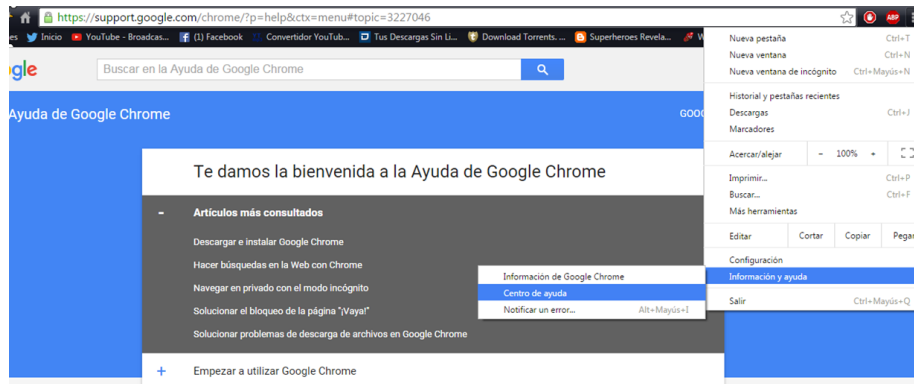 https://support.google.com/chrome/?p=help&ctx=menu#topic=3227046
ABP
es Inicio YouTube - Broadcas... (1) Facebook Convertidor YouTub... Tus Descargas Sin Li... Download Torrents. ... Superheroes Revela... W
gle Buscar en la Ayuda de Google Chrome
Ayuda de Google Chrome GOOG
Te damos la bienvenida a la Ayuda de Google Chrome
- Artículos más consultados
Descargar e instalar Google Chrome
Hacer búsquedas en la Web con Chrome
Navegar en privado con el modo incógnito
Solucionar el bloqueo de la página "¡Vaya!"
Solucionar problemas de descarga de archivos en Google Chrome
+ Empezar a utilizar Google Chrome
Nueva pestaña Ctrl+T
Nueva ventana Ctrl+N
Nueva ventana de incógnito Ctrl+Mayús+N
Historial y pestañas recientes
Descargas Ctrl+J
Marcadores
Acercar/alejar - 100% +
Imprimir... Ctrl+P
Buscar... Ctrl+F
Más herramientas
Editar Cortar Copiar Pegar
Configuración
Información y ayuda
Salir Ctrl+Mayús+Q
Información de Google Chrome
Centro de ayuda
Notificar un error... Alt+Mayús+I